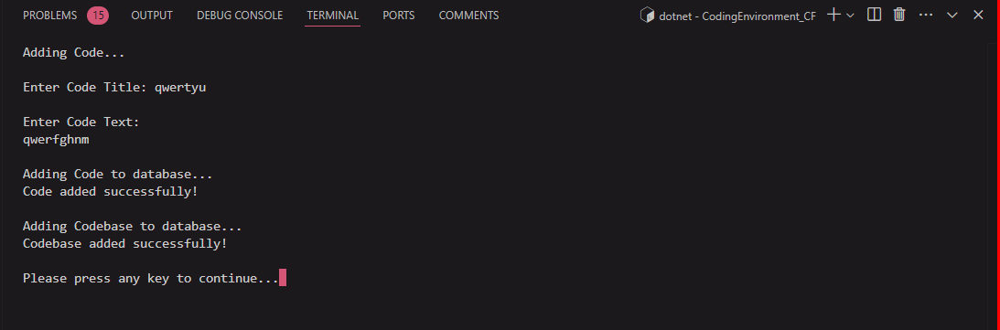 PROBLEMS 15 OUTPUT DEBUG CONSOLE TERMINAL PORTS COMMENTS dotnet - CodingEnvironment_CF
Adding Code...
Enter Code Title: qwertyu
Enter Code Text:
qwerfghnm
Adding Code to database...
Code added successfully!
Adding Codebase to database...
Codebase added successfully!
Please press any key to continue...